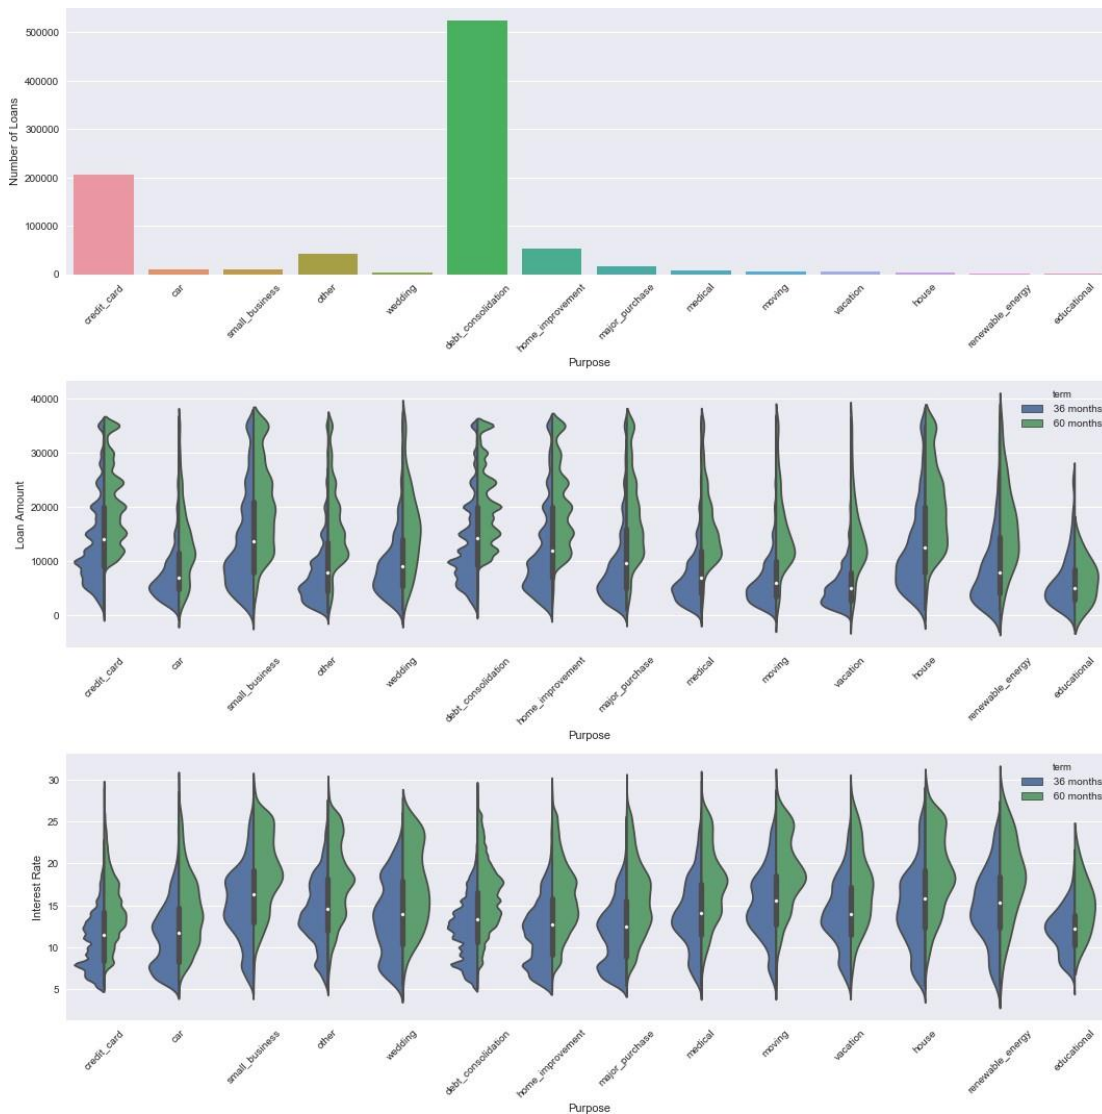 500000
400000
300000
200000
100000
0
Number of Loans
credit_card
car
small_business
other
wedding
debt_consolidation
home_improvement
major_purchase
medical
moving
vacation
house
renewable_energy
educational
Purpose
40000
30000
20000
10000
0
Loan Amount
term
36 months
60 months
credit_card
car
small_business
other
wedding
debt_consolidation
home_improvement
major_purchase
medical
moving
vacation
house
renewable_energy
educational
Purpose
30
25
20
15
10
5
Interest Rate
term
36 months
60 months
credit_card
car
small_business
other
wedding
debt_consolidation
home_improvement
major_purchase
medical
moving
vacation
house
renewable_energy
educational
Purpose